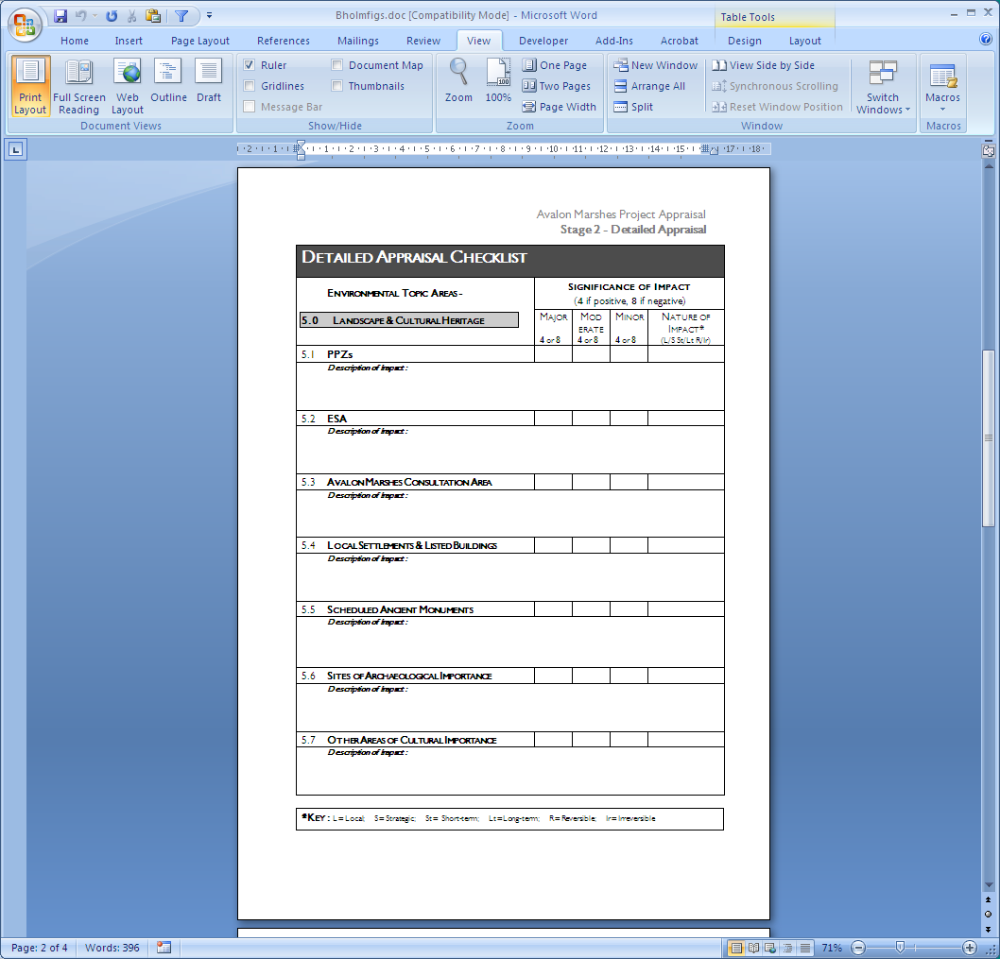 Bholmfigs.doc [Compatibility Mode] - Microsoft Word
Table Tools
Home Insert Page Layout References Mailings Review View Developer Add-Ins Acrobat Design Layout
Print Layout
Full Screen Reading
Web Layout
Outline
Draft
Document Views
Ruler
Gridlines
Message Bar
Document Map
Thumbnails
Show/Hide
Zoom
100%
One Page
Two Pages
Page Width
Zoom
New Window
Arrange All
Split
View Side by Side
Synchronous Scrolling
Reset Window Position
Switch Windows
Window
Macros
Macros
L
·2·1·1·1·1·2·3·4·5·6·7·8·9·10·11·12·13·14·15·17·18·
Avalon Marshes Project Appraisal
Stage 2 - Detailed Appraisal
DETAILED APPRAISAL CHECKLIST
ENVIRONMENTAL TOPIC AREAS -
5.0 LANDSCAPE & CULTURAL HERITAGE
SIGNIFICANCE OF IMPACT
(4 if positive, 8 if negative)
MAJOR
4 or 8
MOD
ERATE
4 or 8
MINOR
4 or 8
NATURE OF
IMPACT*
(L/S St/Lt R/Ir)
5.1 PPZs
Description of Impact :
5.2 ESA
Description of Impact :
5.3 AVALON MARSHES CONSULTATION AREA
Description of Impact :
5.4 LOCAL SETTLEMENTS & LISTED BUILDINGS
Description of Impact :
5.5 SCHEDULED ANCIENT MONUMENTS
Description of Impact :
5.6 SITES OF ARCHAEOLOGICAL IMPORTANCE
Description of Impact :
5.7 OTHER AREAS OF CULTURAL IMPORTANCE
Description of Impact :
*KEY : L = Local; S = Strategic; St = Short-term; Lt = Long-term; R = Reversible; Ir = Irreversible
Page: 2 of 4 Words: 396 71%